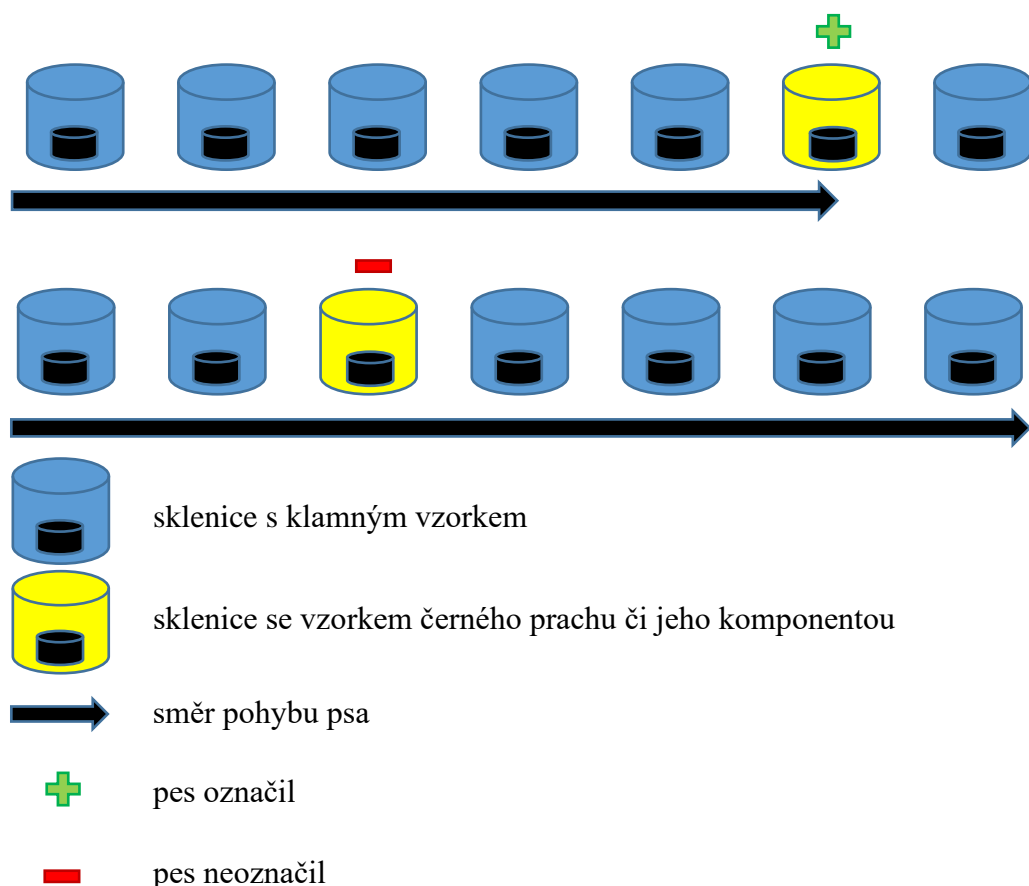 sklenice s klamným vzorkem
sklenice se vzorkem černého prachu či jeho komponentou
směr pohybu psa
pes označil
pes neoznačil